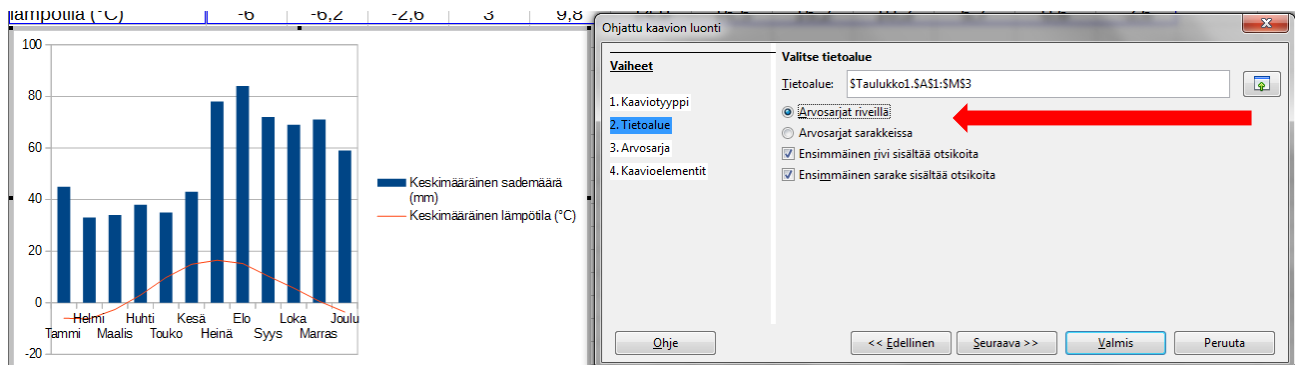 lämpötila (°C) -6 -6,2 -2,6 3 9,8
100
80
60
40
20
0
-20
Helmi Huhti Kesä Elo Loka Joulu
Tammi Maalis Touko Heinä Syys Marras
Keskimääräinen sademäärä
(mm)
Keskimääräinen lämpötila (°C)
Ohjattu kaavion luonti
Vaiheet
1. Kaaviotyyppi
2. Tietoalue
3. Arvosarja
4. Kaavioelementit
Valitse tietoalue
Tietoalue: $Taulukko1.$A$1:$M$3
Arvosarjat riveillä
Arvosarjat sarakkeissa
Ensimmäinen rivi sisältää otsikoita
Ensimmäinen sarake sisältää otsikoita
Ohje << Edellinen Seuraava >> Valmis Peruuta